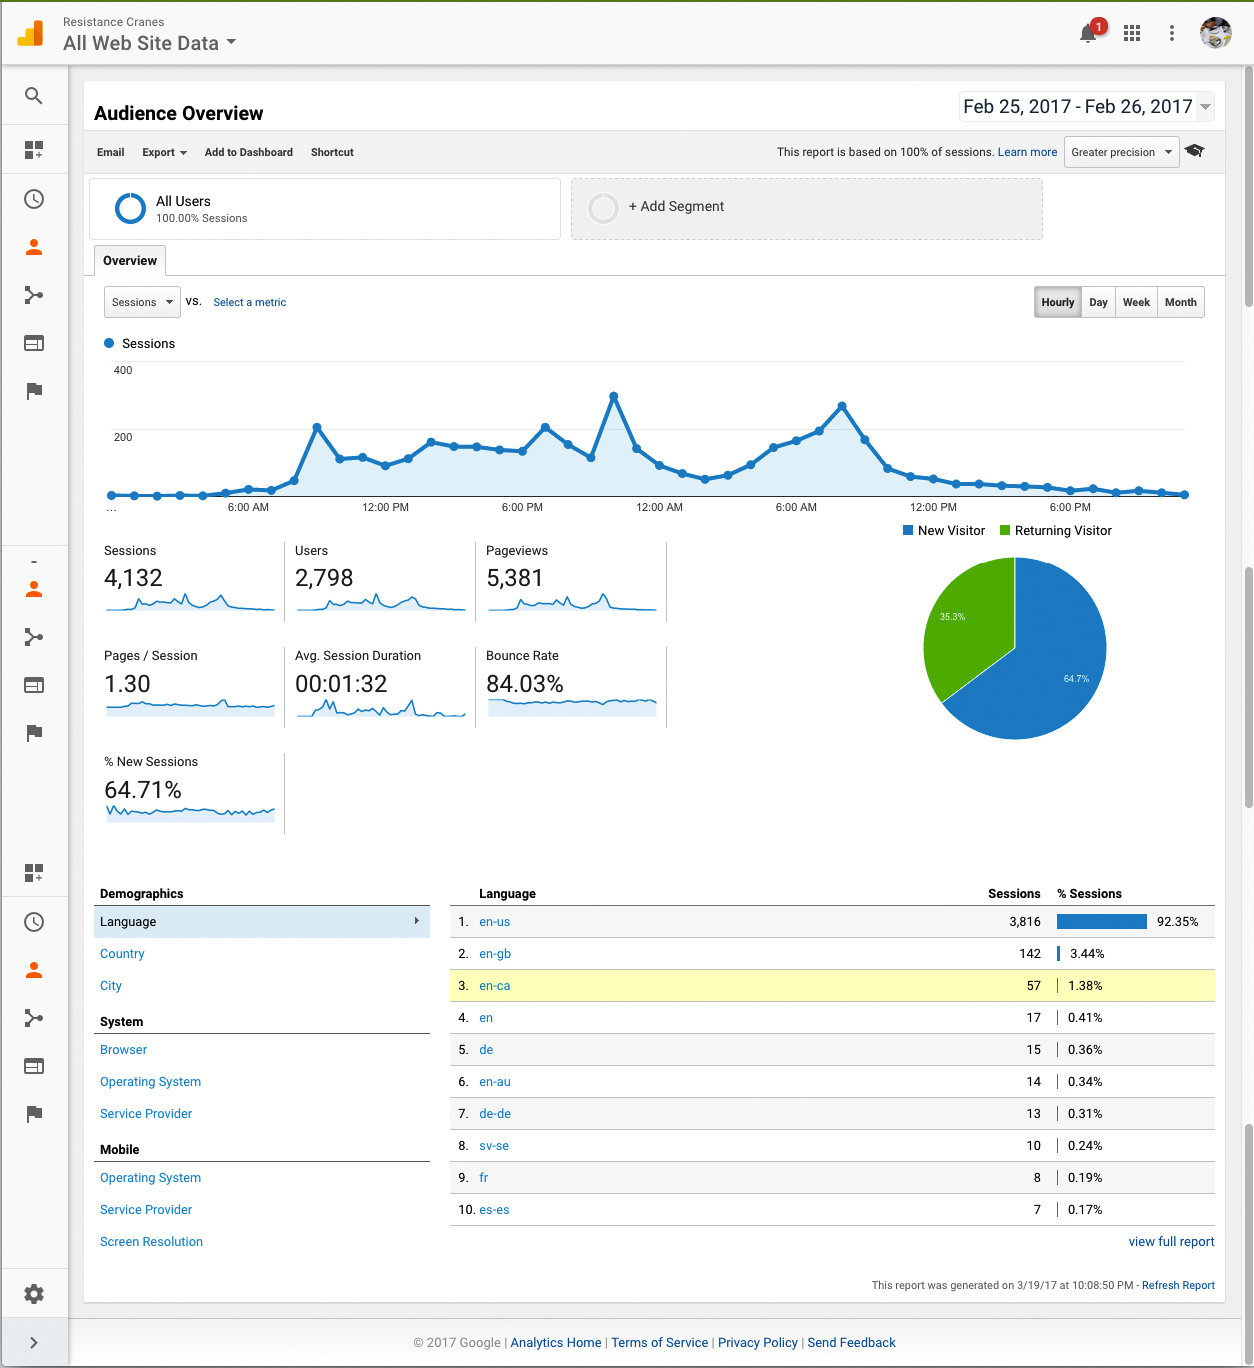 Resistance Cranes
All Web Site Data
1
Audience Overview
Feb 25, 2017 - Feb 26, 2017
Email Export Add to Dashboard Shortcut
This report is based on 100% of sessions. Learn more Greater precision
All Users
100.00% Sessions
+ Add Segment
Overview
Sessions vs. Select a metric
Hourly Day Week Month
Sessions
400
200
... 6:00 AM 12:00 PM 6:00 PM 12:00 AM 6:00 AM 12:00 PM 6:00 PM
New Visitor Returning Visitor
Sessions Users Pageviews
4,132 2,798 5,381
35.3%
64.7%
Pages / Session Avg. Session Duration Bounce Rate
1.30 00:01:32 84.03%
% New Sessions
64.71%
Demographics
Language
Country
City
System
Browser
Operating System
Service Provider
Mobile
Operating System
Service Provider
Screen Resolution
Language Sessions % Sessions
1. en-us 3,816 92.35%
2. en-gb 142 3.44%
3. en-ca 57 1.38%
4. en 17 0.41%
5. de 15 0.36%
6. en-au 14 0.34%
7. de-de 13 0.31%
8. sv-se 10 0.24%
9. fr 8 0.19%
10. es-es 7 0.17%
view full report
This report was generated on 3/19/17 at 10:08:50 PM - Refresh Report
© 2017 Google | Analytics Home | Terms of Service | Privacy Policy | Send Feedback